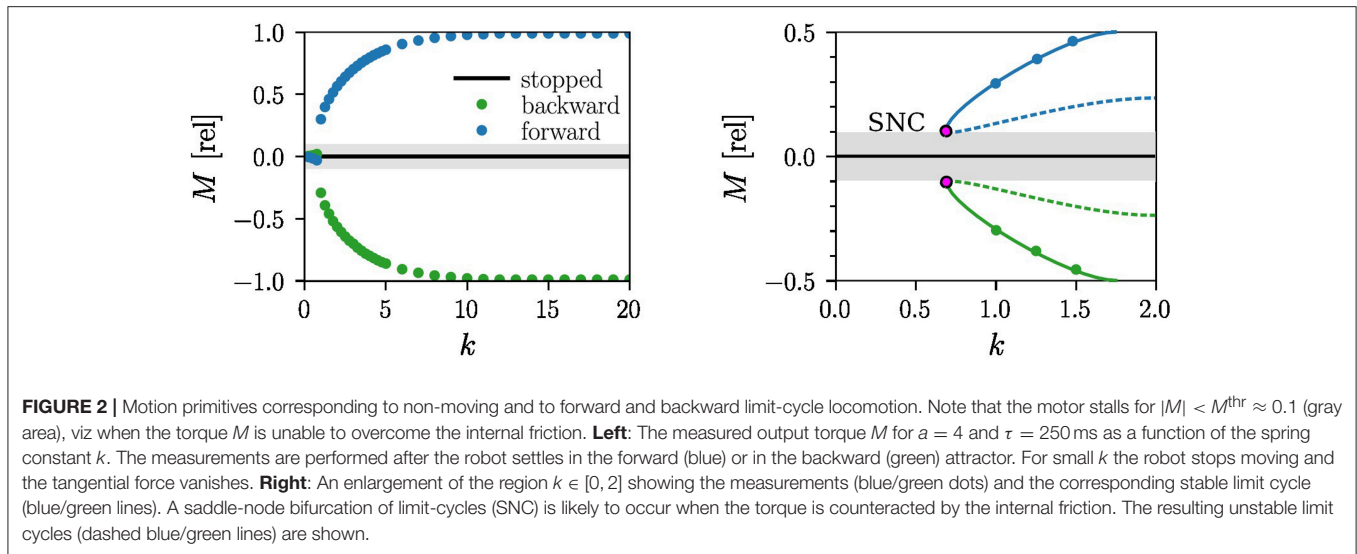 1.0
0.5
0.0
−0.5
−1.0
M [rel]
stopped
backward
forward
0
5
10
15
20
k
0.5
0.0
−0.5
M [rel]
SNC
0.0
0.5
1.0
1.5
2.0
k
FIGURE 2 | Motion primitives corresponding to non-moving and to forward and backward limit-cycle locomotion. Note that the motor stalls for |M| < M^thr ≈ 0.1 (gray
area), viz when the torque M is unable to overcome the internal friction. Left: The measured output torque M for a = 4 and τ = 250 ms as a function of the spring
constant k. The measurements are performed after the robot settles in the forward (blue) or in the backward (green) attractor. For small k the robot stops moving and
the tangential force vanishes. Right: An enlargement of the region k ∈ [0, 2] showing the measurements (blue/green dots) and the corresponding stable limit cycle
(blue/green lines). A saddle-node bifurcation of limit-cycles (SNC) is likely to occur when the torque is counteracted by the internal friction. The resulting unstable limit
cycles (dashed blue/green lines) are shown.